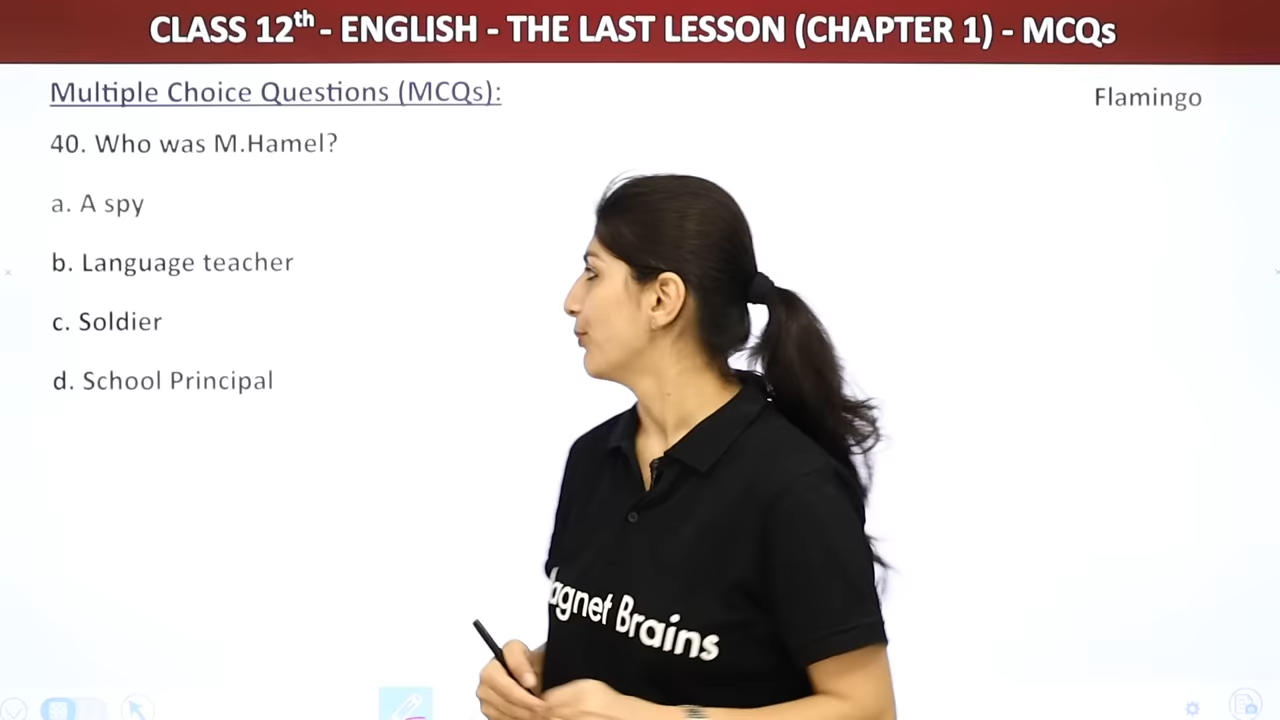 CLASS 12th - ENGLISH - THE LAST LESSON (CHAPTER 1) - MCQs
Multiple Choice Questions (MCQs):
Flamingo
40. Who was M.Hamel?
a. A spy
b. Language teacher
c. Soldier
d. School Principal
agnet Brains